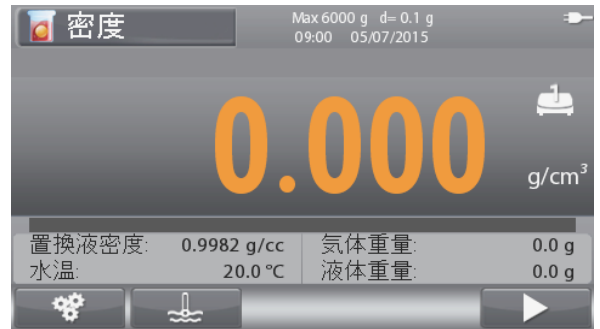 密度
Max 6000 g d= 0.1 g
09:00 05/07/2015
0.000
g/cm³
置換液密度: 0.9982 g/cc
気体重量: 0.0 g
水温: 20.0 °C
液体重量: 0.0 g